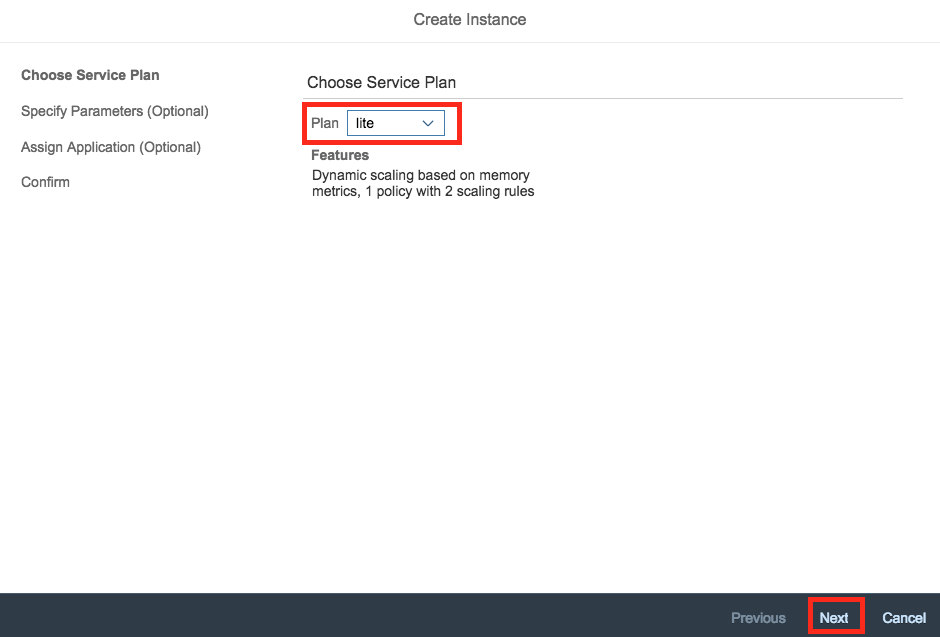 Create Instance
Choose Service Plan
Specify Parameters (Optional)
Assign Application (Optional)
Confirm
Choose Service Plan
Plan lite
Features
Dynamic scaling based on memory
metrics, 1 policy with 2 scaling rules
Previous Next Cancel